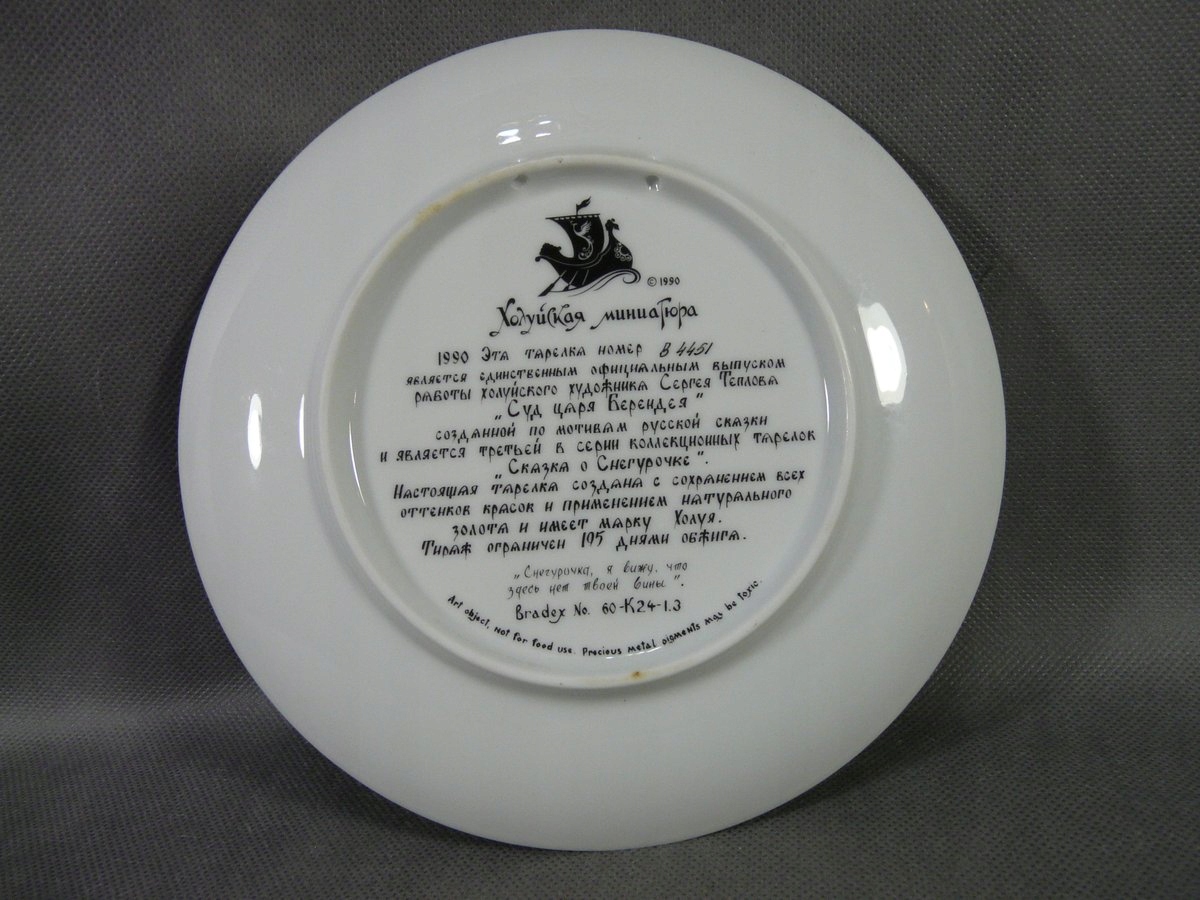 © 1990
Холуйская миниатюра
1990 Эта тарелка номер B 4451
является единственным официальным выпуском
работы холуйского художника Сергея Теплова
„Суд царя Берендея"
созданной по мотивам русской сказки
и является третьей в серии коллекционных тарелок
„Сказка о Снегурочке".
Настоящая тарелка создана с сохранением всех
оттенков красок и применением натурального
золота и имеет марку Холуя.
Тираж ограничен 195 днями обжига.
„Снегурочка, я вижу, что
здесь нет твоей вины".
Bradex No. 60-K24-1.3
Art object, not for food use. Precious metal pigments may be toxic.